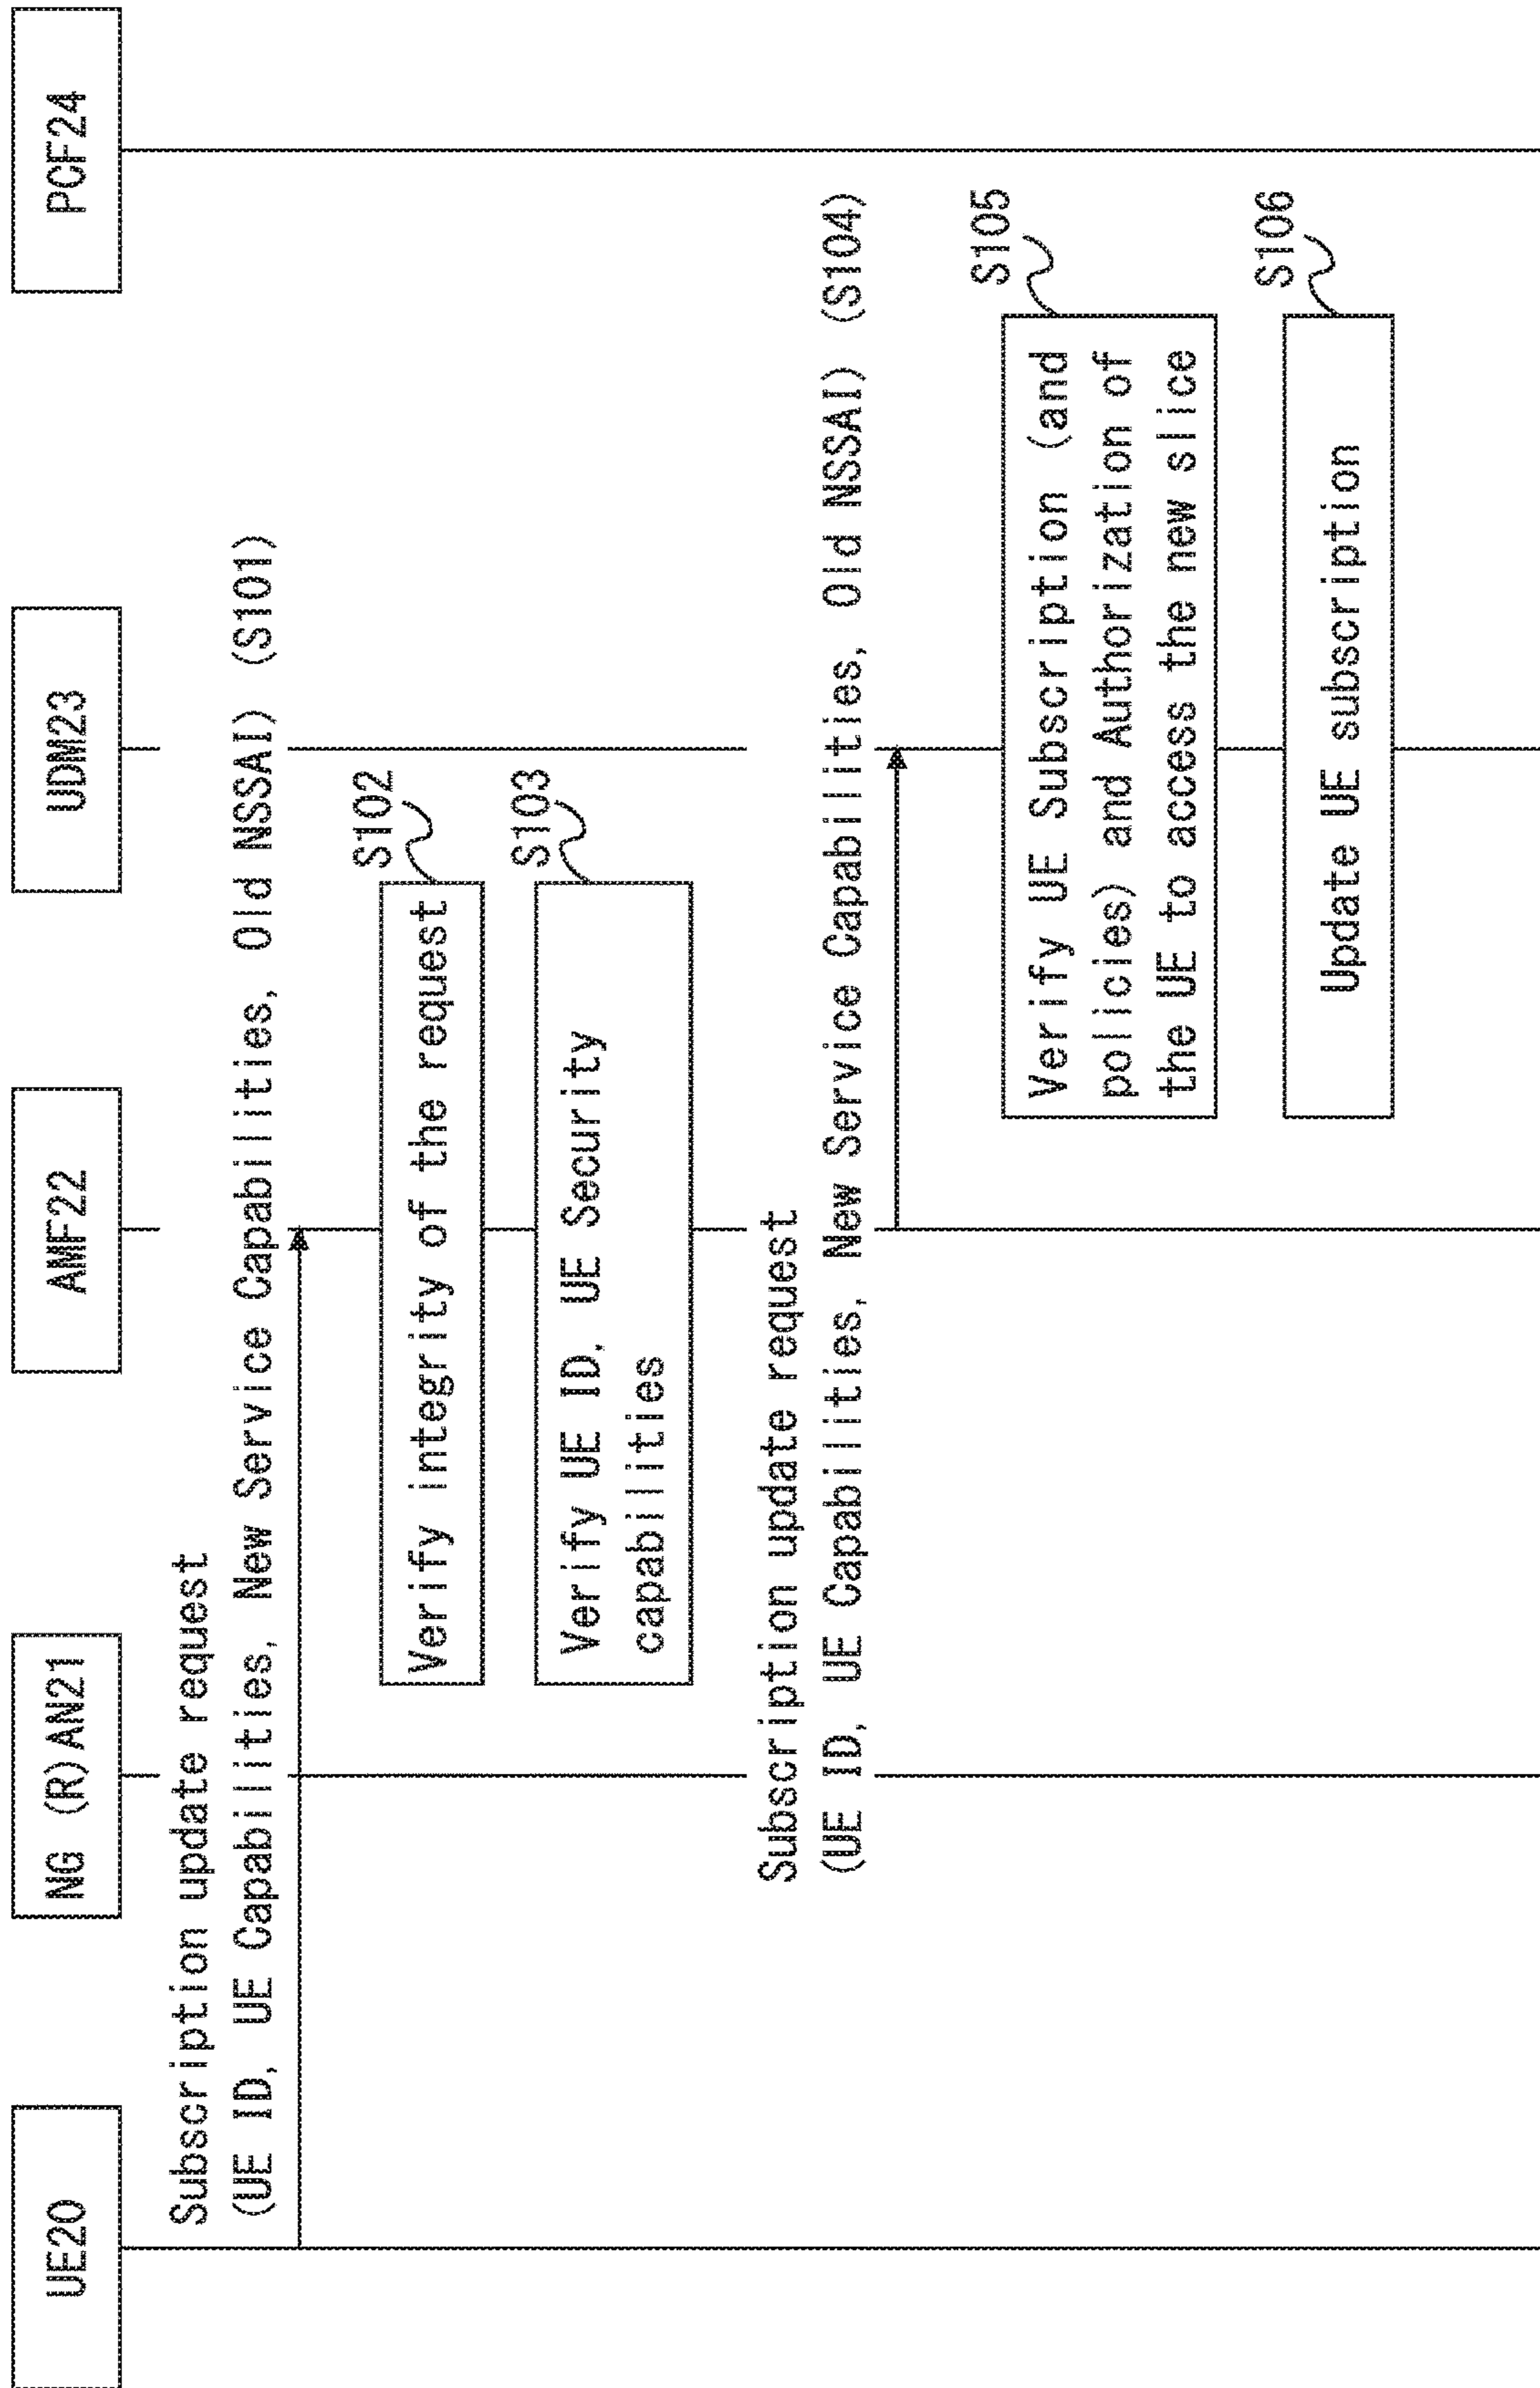 UE20
NG (R) AN21
AMF22
UDM23
PCF24
Subscription update request
(UE ID, UE Capabilities, New Service Capabilities, Old NSSAI) (S101)
Verify integrity of the request
S102
Verify UE ID, UE Security
capabilities
S103
Subscription update request
(UE ID, UE Capabilities, New Service Capabilities, Old NSSAI) (S104)
Verify UE Subscription (and
policies) and Authorization of
the UE to access the new slice
S105
Update UE subscription
S106